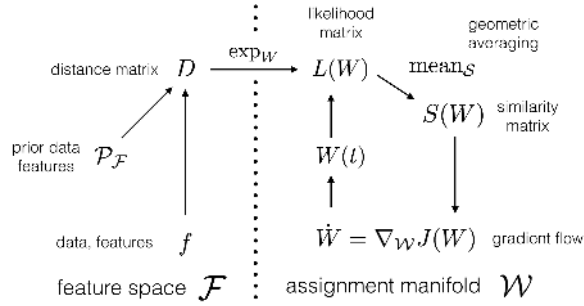 likelihood
matrix
geometric
averaging
distance matrix D exp_W L(W) mean_S
S(W) similarity
matrix
prior data
features P_F W(t)
data, features f Ẇ = ∇_W J(W) gradient flow
feature space F assignment manifold W